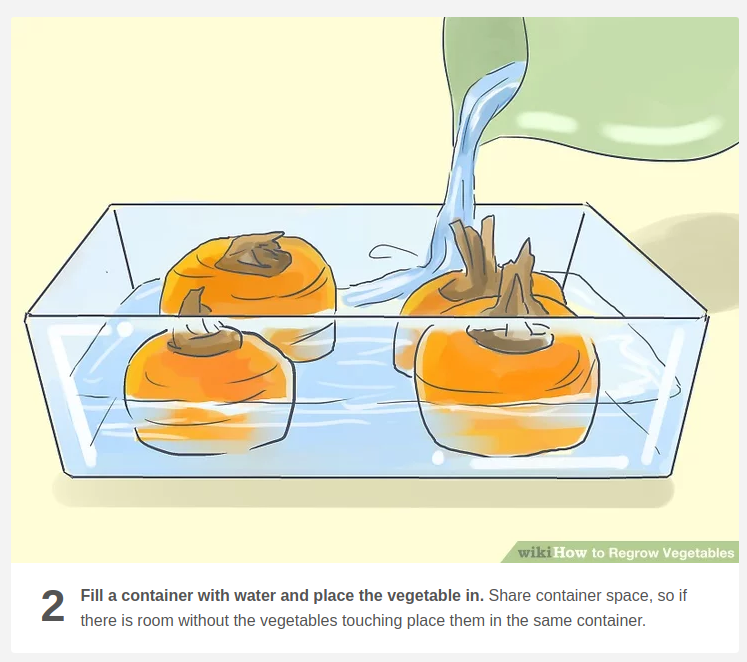 wikiHow to Regrow Vegetables
2
Fill a container with water and place the vegetable in. Share container space, so if
there is room without the vegetables touching place them in the same container.